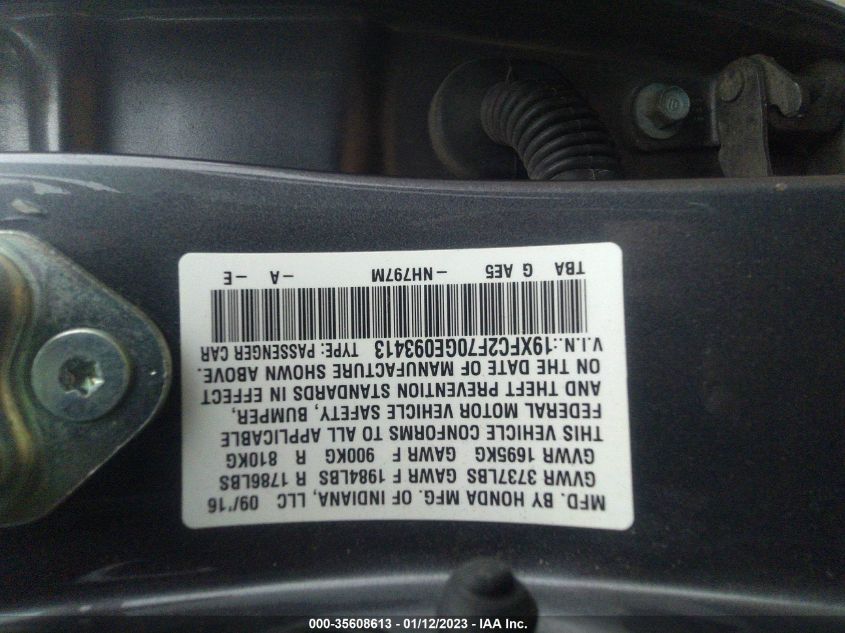 MFD. BY HONDA MFG. OF INDIANA, LLC 09/'16
GVWR 3737LBS GAWR F 1984LBS R 1786LBS
GVWR 1695KG GAWR F 900KG R 810KG
THIS VEHICLE CONFORMS TO ALL APPLICABLE
FEDERAL MOTOR VEHICLE SAFETY, BUMPER,
AND THEFT PREVENTION STANDARDS IN EFFECT
ON THE DATE OF MANUFACTURE SHOWN ABOVE.
V.I.N.:19XFC2F70GE093413 TYPE: PASSENGER CAR
TBA G AE5 -NH797M -A -E
000-35608613 - 01/12/2023 - IAA Inc.